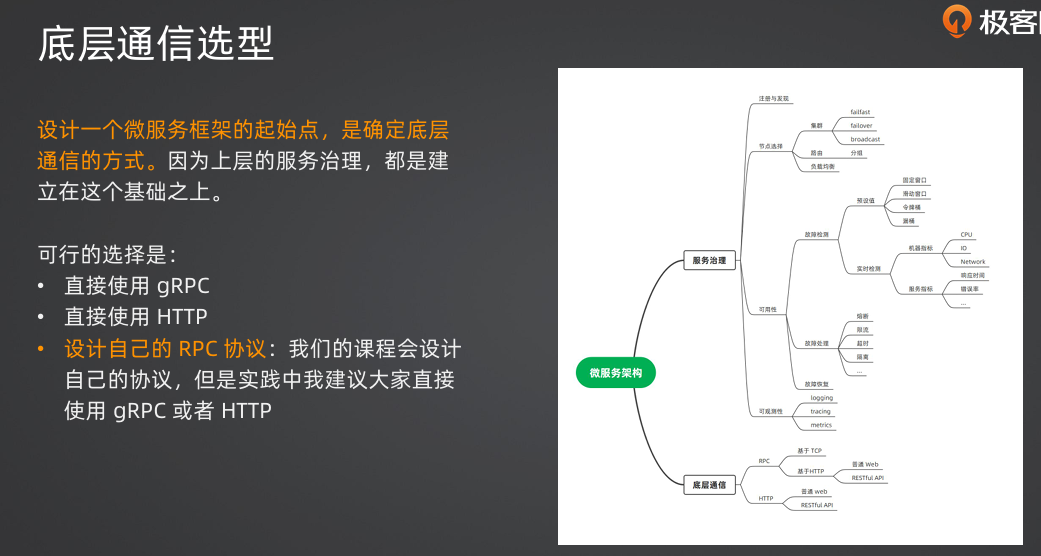 底层通信选型
极客
设计一个微服务框架的起始点，是确定底层
通信的方式。因为上层的服务治理，都是建
立在这个基础之上。
可行的选择是：
• 直接使用 gRPC
• 直接使用 HTTP
• 设计自己的 RPC 协议：我们的课程会设计
自己的协议，但是实践中我建议大家直接
使用 gRPC 或者 HTTP
微服务架构
服务治理
注册与发现
节点选择
集群
failfast
failover
broadcast
路由
分组
负载均衡
可用性
故障检测
预设值
固定窗口
滑动窗口
令牌桶
漏桶
实时检测
机器指标
CPU
IO
Network
服务指标
响应时间
错误率
...
故障处理
熔断
限流
超时
隔离
...
故障恢复
可观测性
logging
tracing
metrics
底层通信
RPC
基于 TCP
基于HTTP
普通 Web
RESTful API
HTTP
普通 web
RESTful API